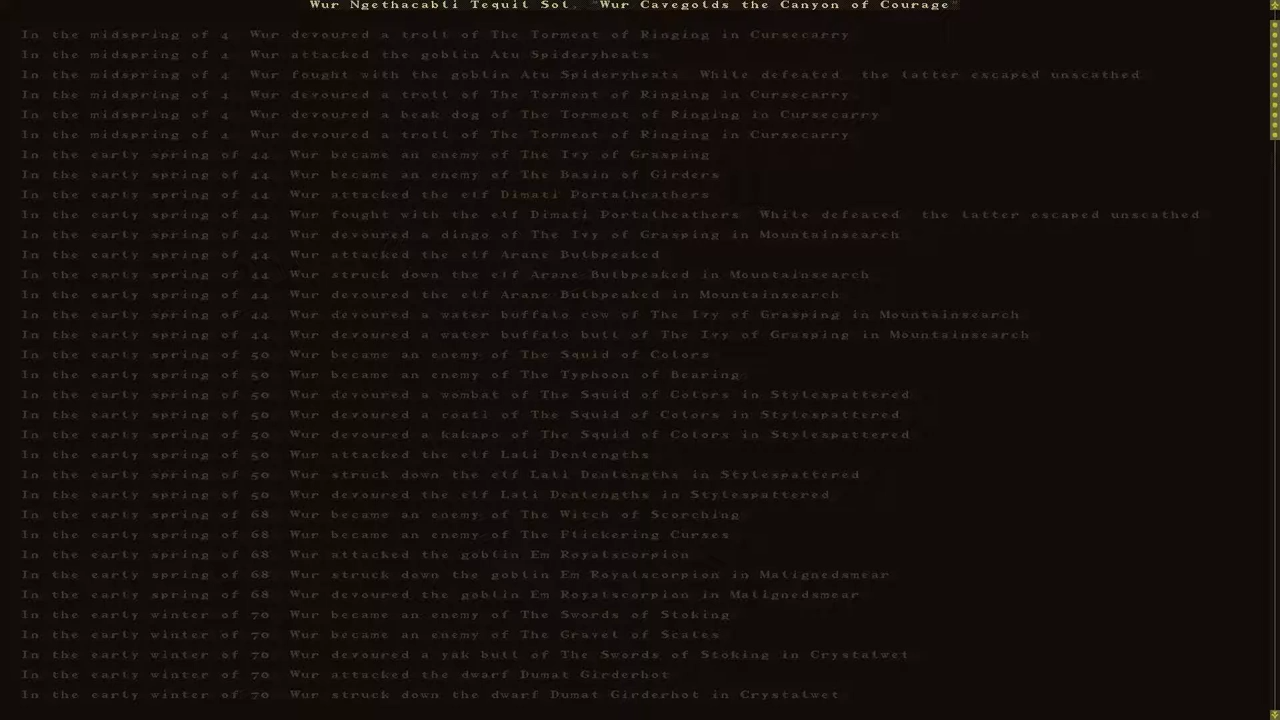 Wur Ngethacabli Tequil Sol, "Wur Cavegolds the Canyon of Courage"
In the midspring of 4, Wur devoured a troll of The Torment of Ringing in Cursecarry.
In the midspring of 4, Wur attacked the goblin Atu Spideryheats.
In the midspring of 4, Wur fought with the goblin Atu Spideryheats. While defeated, the latter escaped unscathed.
In the midspring of 4, Wur devoured a troll of The Torment of Ringing in Cursecarry.
In the midspring of 4, Wur devoured a beak dog of The Torment of Ringing in Cursecarry.
In the midspring of 4, Wur devoured a troll of The Torment of Ringing in Cursecarry.
In the early spring of 44, Wur became an enemy of The Ivy of Grasping.
In the early spring of 44, Wur became an enemy of The Basin of Girders.
In the early spring of 44, Wur attacked the elf Dimati Portalheathers.
In the early spring of 44, Wur fought with the elf Dimati Portalheathers. While defeated, the latter escaped unscathed.
In the early spring of 44, Wur devoured a dingo of The Ivy of Grasping in Mountainsearch.
In the early spring of 44, Wur attacked the elf Arane Bulbpeaked.
In the early spring of 44, Wur struck down the elf Arane Bulbpeaked in Mountainsearch.
In the early spring of 44, Wur devoured the elf Arane Bulbpeaked in Mountainsearch.
In the early spring of 44, Wur devoured a water buffalo cow of The Ivy of Grasping in Mountainsearch.
In the early spring of 44, Wur devoured a water buffalo bull of The Ivy of Grasping in Mountainsearch.
In the early spring of 50, Wur became an enemy of The Squid of Colors.
In the early spring of 50, Wur became an enemy of The Typhoon of Bearing.
In the early spring of 50, Wur devoured a wombat of The Squid of Colors in Stylespattered.
In the early spring of 50, Wur devoured a coati of The Squid of Colors in Stylespattered.
In the early spring of 50, Wur devoured a kakapo of The Squid of Colors in Stylespattered.
In the early spring of 50, Wur attacked the elf Lali Denlengths.
In the early spring of 50, Wur struck down the elf Lali Denlengths in Stylespattered.
In the early spring of 50, Wur devoured the elf Lali Denlengths in Stylespattered.
In the early spring of 68, Wur became an enemy of The Witch of Scorching.
In the early spring of 68, Wur became an enemy of The Flickering Curses.
In the early spring of 68, Wur attacked the goblin Em Royalscorpion.
In the early spring of 68, Wur struck down the goblin Em Royalscorpion in Malignedsmear.
In the early spring of 68, Wur devoured the goblin Em Royalscorpion in Malignedsmear.
In the early winter of 70, Wur became an enemy of The Swords of Stoking.
In the early winter of 70, Wur became an enemy of The Gravel of Scales.
In the early winter of 70, Wur devoured a yak bull of The Swords of Stoking in Crystalwet.
In the early winter of 70, Wur attacked the dwarf Dumat Girderhot.
In the early winter of 70, Wur struck down the dwarf Dumat Girderhot in Crystalwet.